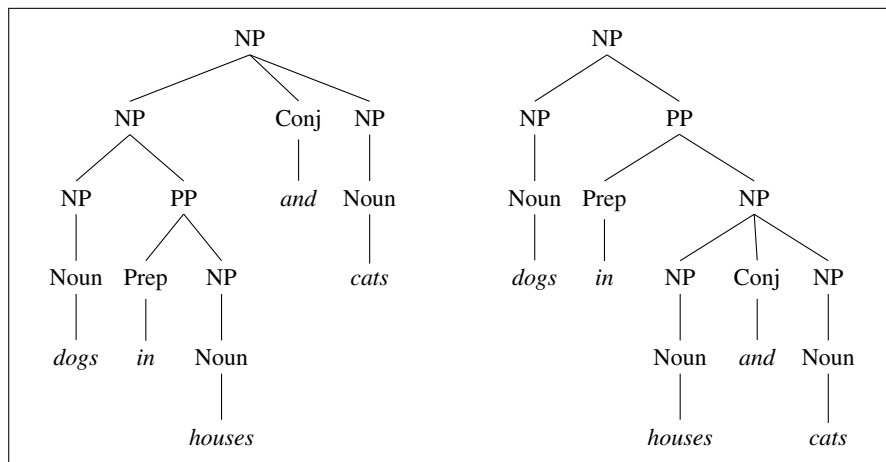 NP NP
NP Conj NP NP PP
NP PP and Noun Noun Prep NP
Noun Prep NP cats dogs in NP Conj NP
dogs in Noun Noun and Noun
houses houses cats